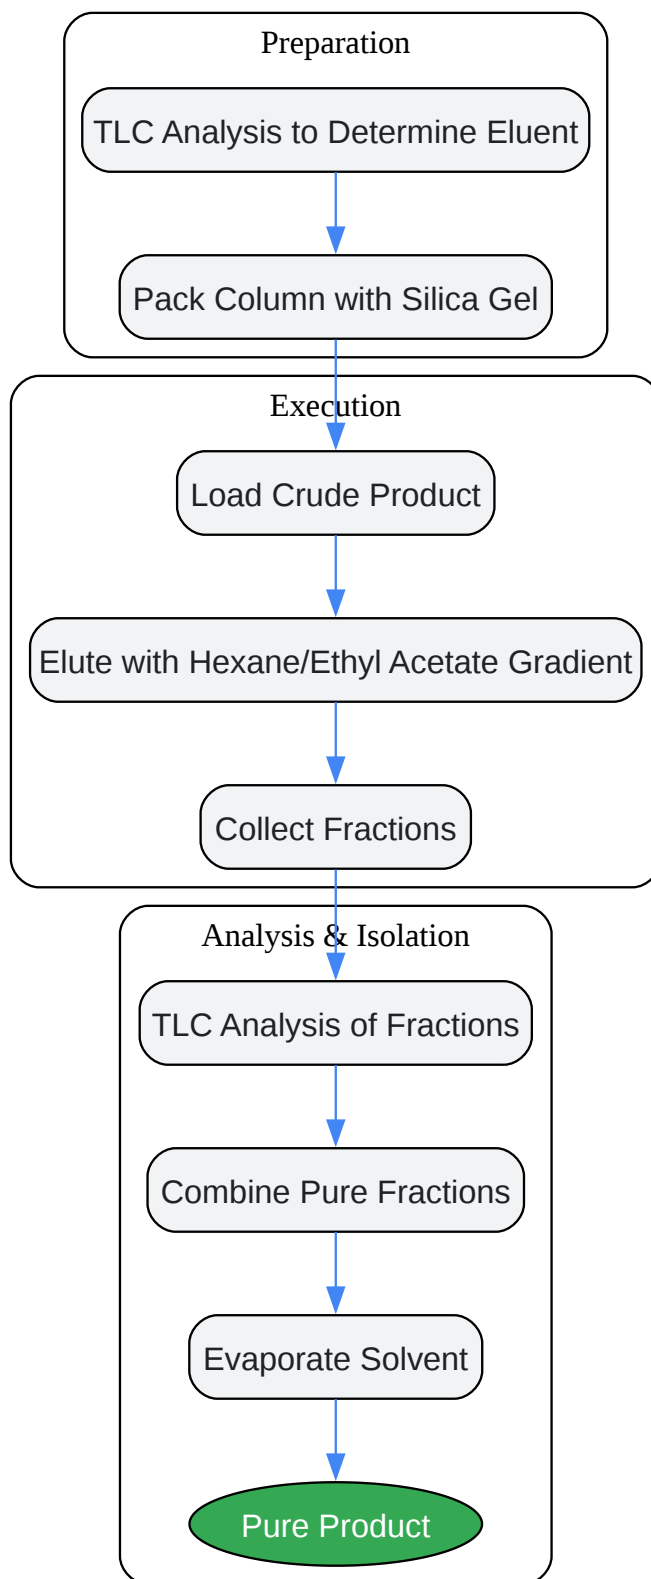 Preparation
TLC Analysis to Determine Eluent
Pack Column with Silica Gel
Execution
Load Crude Product
Elute with Hexane/Ethyl Acetate Gradient
Collect Fractions
Analysis & Isolation
TLC Analysis of Fractions
Combine Pure Fractions
Evaporate Solvent
Pure Product